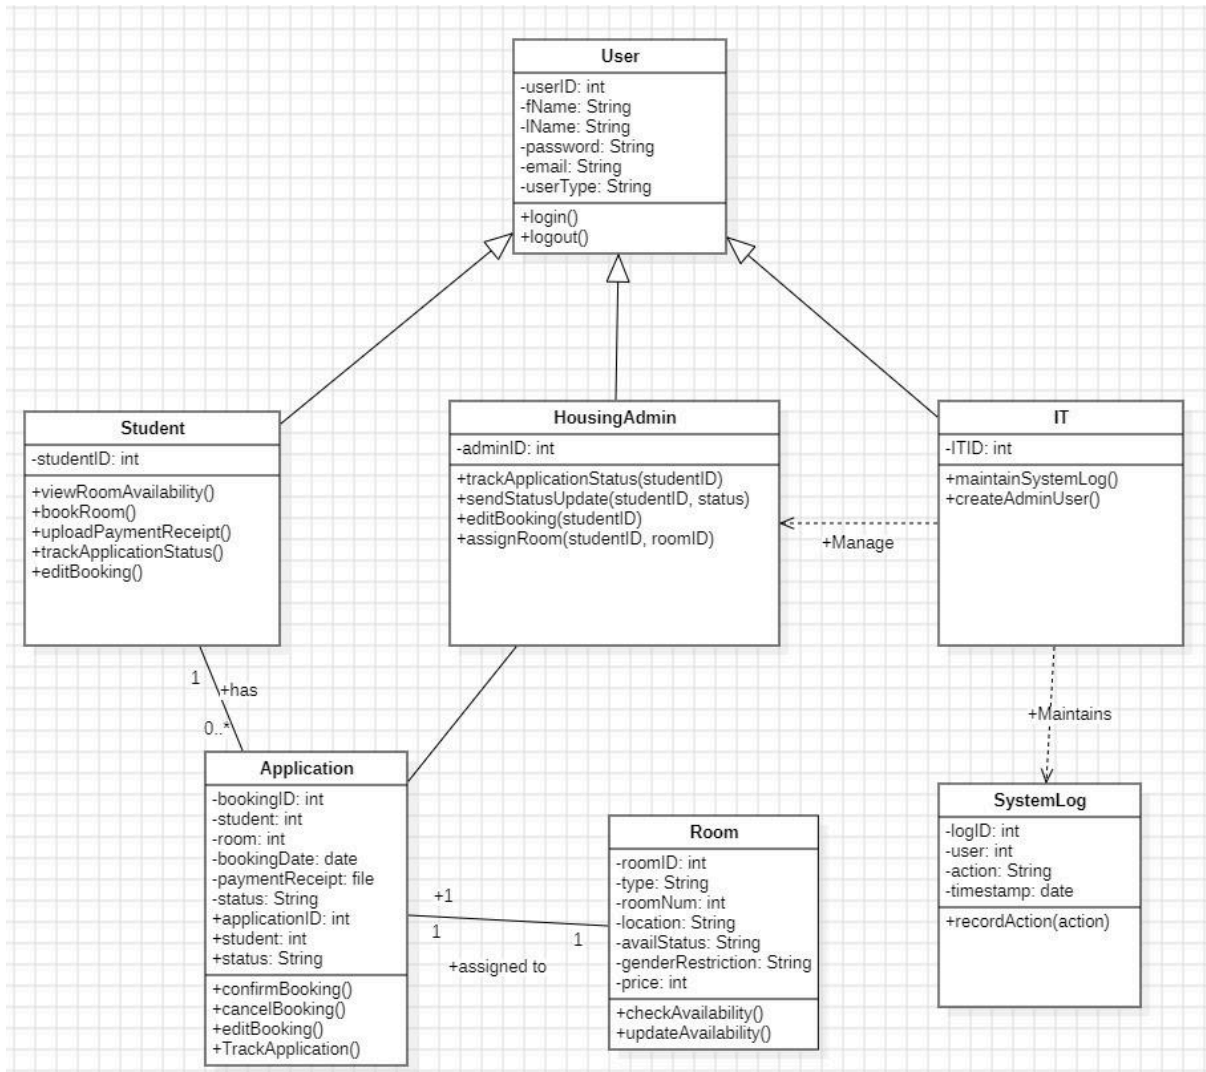 User
-userID: int
-fName: String
-lName: String
-password: String
-email: String
-userType: String
+login()
+logout()
Student
-studentID: int
+viewRoomAvailability()
+bookRoom()
+uploadPaymentReceipt()
+trackApplicationStatus()
+editBooking()
HousingAdmin
-adminID: int
+trackApplicationStatus(studentID)
+sendStatusUpdate(studentID, status)
+editBooking(studentID)
+assignRoom(studentID, roomID)
IT
-ITID: int
+maintainSystemLog()
+createAdminUser()
+Manage
1
+has
0..*
+Maintains
Application
-bookingID: int
-student: int
-room: int
-bookingDate: date
-paymentReceipt: file
-status: String
+applicationID: int
+student: int
+status: String
+confirmBooking()
+cancelBooking()
+editBooking()
+TrackApplication()
+1
1
1
+assigned to
Room
-roomID: int
-type: String
-roomNum: int
-location: String
-availStatus: String
-genderRestriction: String
-price: int
+checkAvailability()
+updateAvailability()
SystemLog
-logID: int
-user: int
-action: String
-timestamp: date
+recordAction(action)